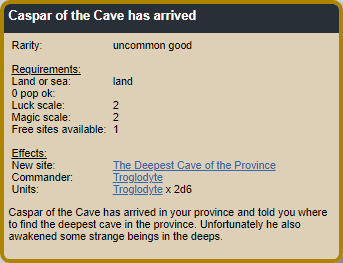 Caspar of the Cave has arrived
Rarity: uncommon good
Requirements:
Land or sea: land
0 pop ok:
Luck scale: 2
Magic scale: 2
Free sites available: 1
Effects:
New site: The Deepest Cave of the Province
Commander: Troglodyte
Units: Troglodyte x 2d6
Caspar of the Cave has arrived in your province and told you where
to find the deepest cave in the province. Unfortunately he also
awakened some strange beings in the deeps.